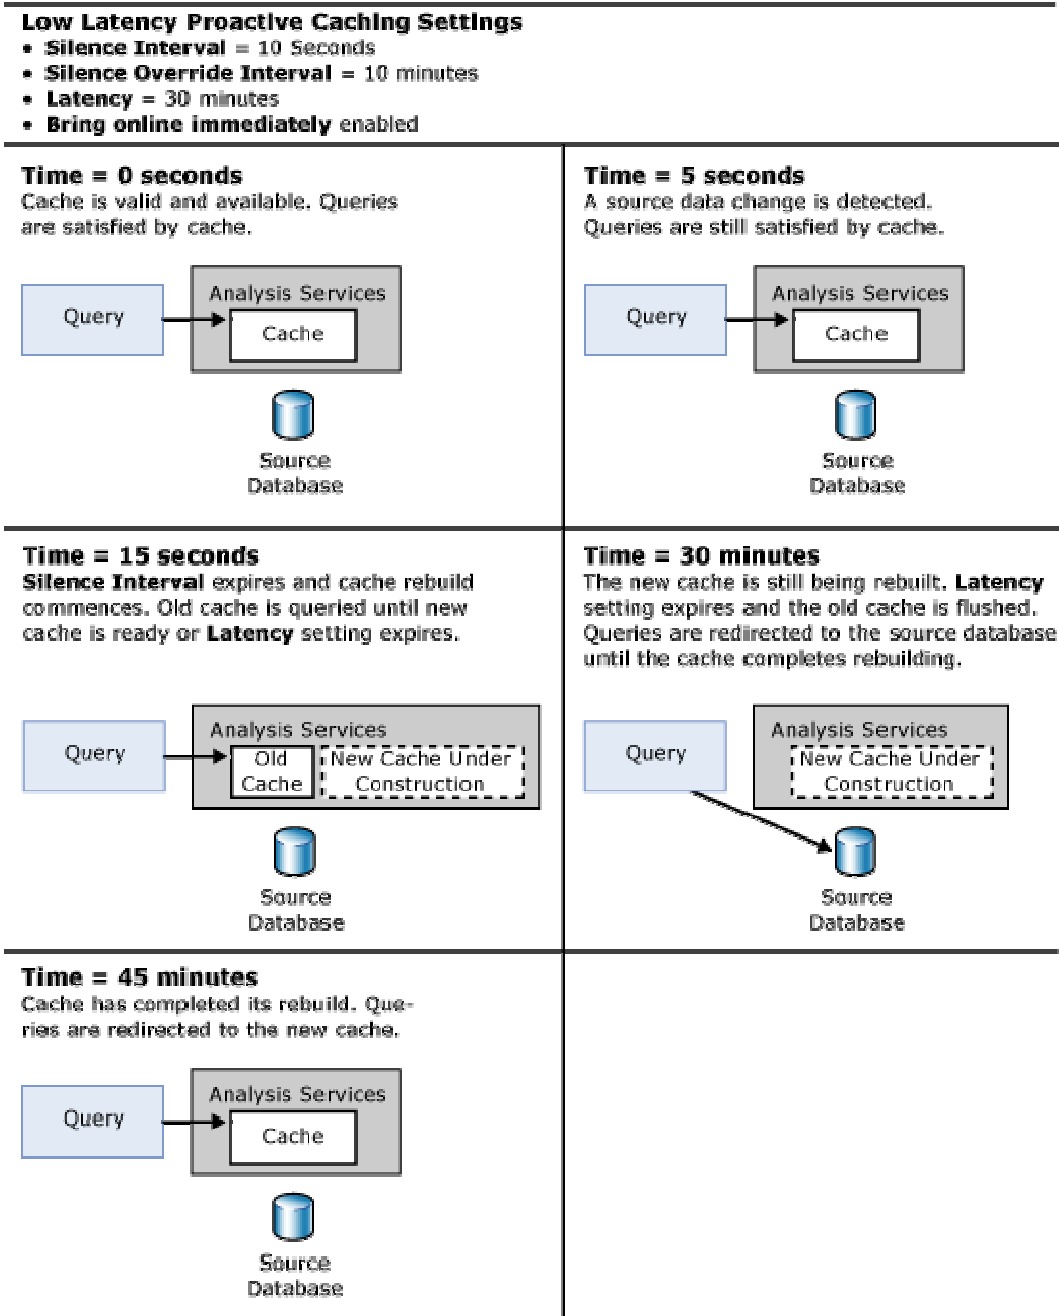 Low Latency Proactive Caching Settings
• Silence Interval = 10 Seconds
• Silence Override Interval = 10 minutes
• Latency = 30 minutes
• Bring online immediately enabled
Time = 0 seconds
Cache is valid and available. Queries
are satisfied by cache.
Query
Analysis Services
Cache
Source
Database
Time = 5 seconds
A source data change is detected.
Queries are still satisfied by cache.
Query
Analysis Services
Cache
Source
Database
Time = 15 seconds
Silence Interval expires and cache rebuild
commences. Old cache is queried until new
cache is ready or Latency setting expires.
Query
Analysis Services
Old
Cache
New Cache Under
Construction
Source
Database
Time = 30 minutes
The new cache is still being rebuilt. Latency
setting expires and the old cache is flushed.
Queries are redirected to the source database
until the cache completes rebuilding.
Query
Analysis Services
New Cache Under
Construction
Source
Database
Time = 45 minutes
Cache has completed its rebuild. Que-
ries are redirected to the new cache.
Query
Analysis Services
Cache
Source
Database